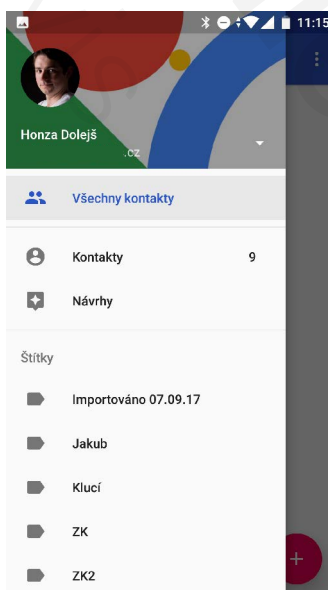 11:15
Honza Dolejš
.cz
Všechny kontakty
Kontakty 9
Návrhy
Štítky
Importováno 07.09.17
Jakub
Klucí
ZK
ZK2